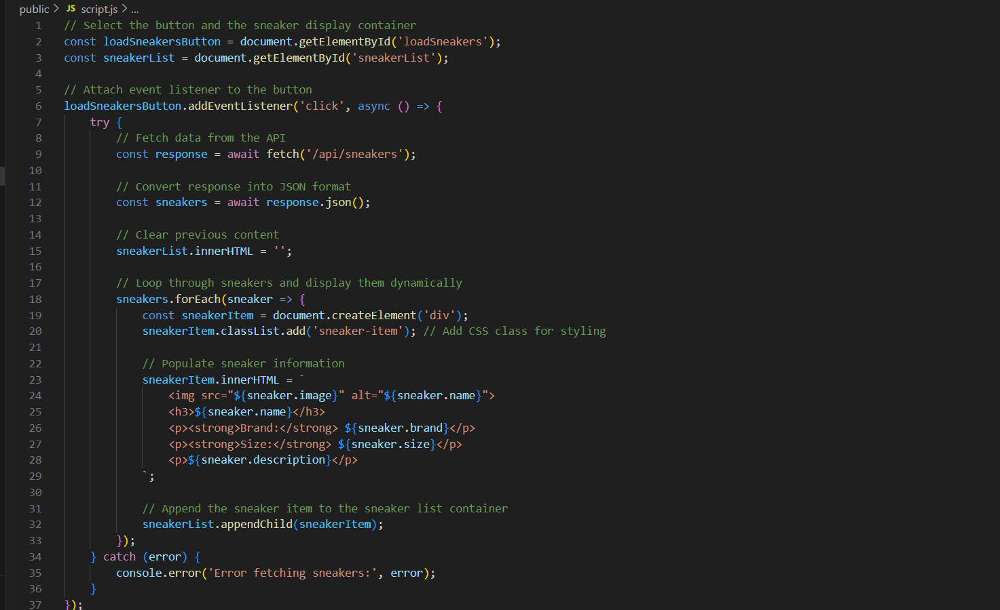 public > JS script.js > ...
1 // Select the button and the sneaker display container
2 const loadSneakersButton = document.getElementById('loadSneakers');
3 const sneakerList = document.getElementById('sneakerList');
4
5 // Attach event listener to the button
6 loadSneakersButton.addEventListener('click', async () => {
7     try {
8         // Fetch data from the API
9         const response = await fetch('/api/sneakers');
10
11         // Convert response into JSON format
12         const sneakers = await response.json();
13
14         // Clear previous content
15         sneakerList.innerHTML = '';
16
17         // Loop through sneakers and display them dynamically
18         sneakers.forEach(sneaker => {
19             const sneakerItem = document.createElement('div');
20             sneakerItem.classList.add('sneaker-item'); // Add CSS class for styling
21
22             // Populate sneaker information
23             sneakerItem.innerHTML = `
24                 <img src="${sneaker.image}" alt="${sneaker.name}">
25                 <h3>${sneaker.name}</h3>
26                 <p><strong>Brand:</strong> ${sneaker.brand}</p>
27                 <p><strong>Size:</strong> ${sneaker.size}</p>
28                 <p>${sneaker.description}</p>
29             `;
30
31             // Append the sneaker item to the sneaker list container
32             sneakerList.appendChild(sneakerItem);
33         });
34     } catch (error) {
35         console.error('Error fetching sneakers:', error);
36     }
37 });